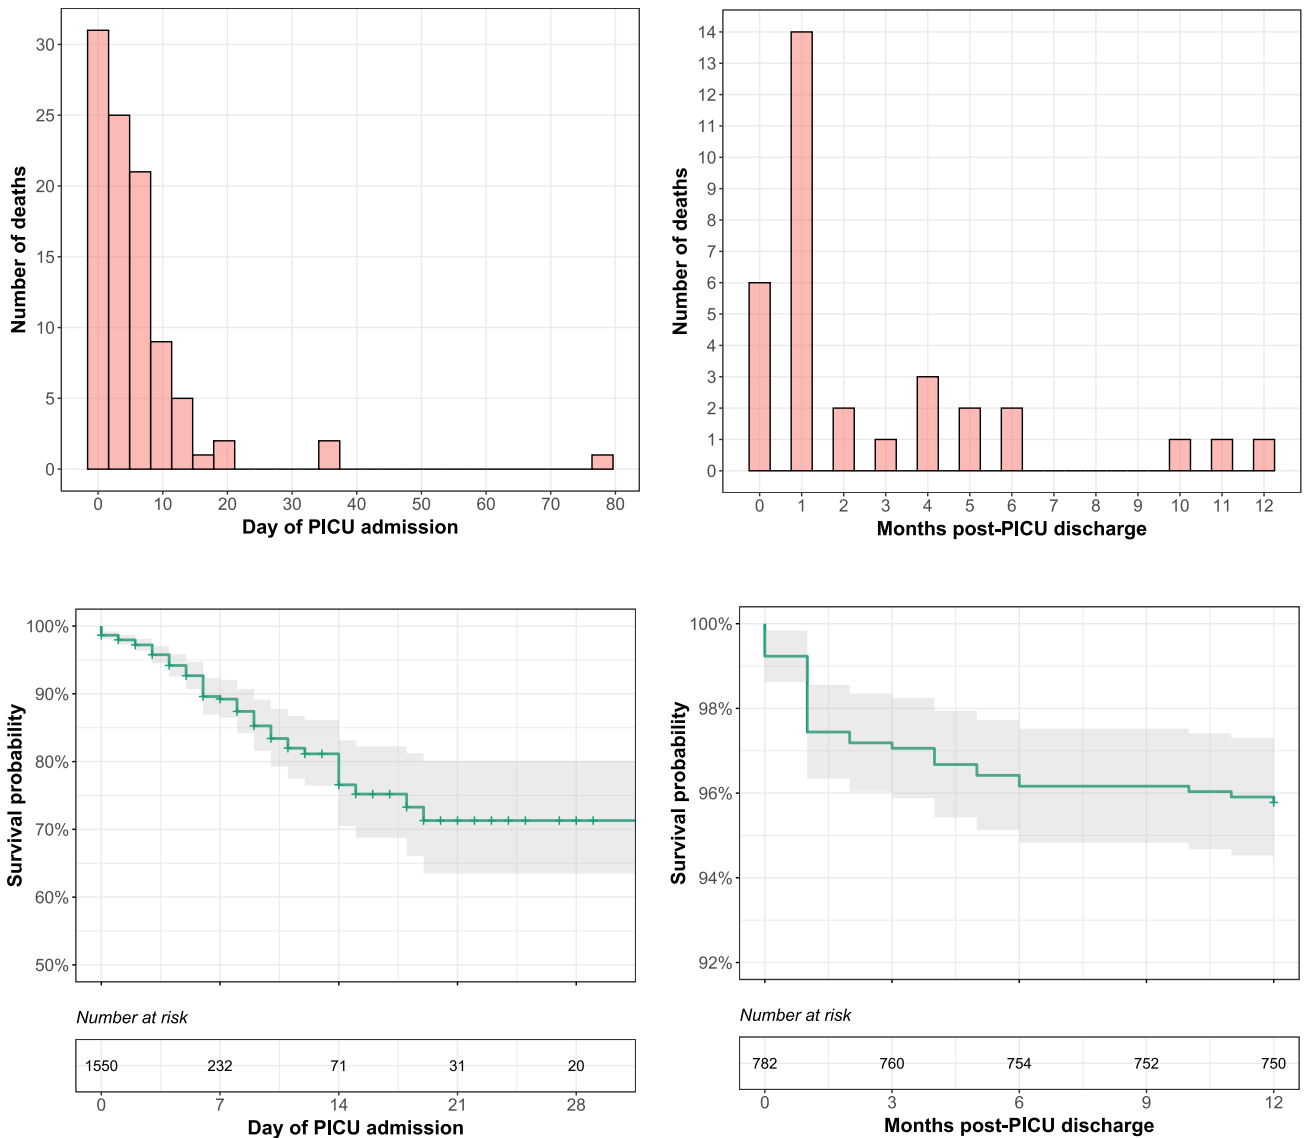 Number of deaths
30
25
20
15
10
5
0
0 10 20 30 40 50 60 70 80
Day of PICU admission
Number of deaths
14
13
12
11
10
9
8
7
6
5
4
3
2
1
0
0 1 2 3 4 5 6 7 8 9 10 11 12
Months post-PICU discharge
Survival probability
100%
90%
80%
70%
60%
50%
Number at risk
1550 232 71 31 20
0 7 14 21 28
Day of PICU admission
Survival probability
100%
98%
96%
94%
92%
Number at risk
782 760 754 752 750
0 3 6 9 12
Months post-PICU discharge